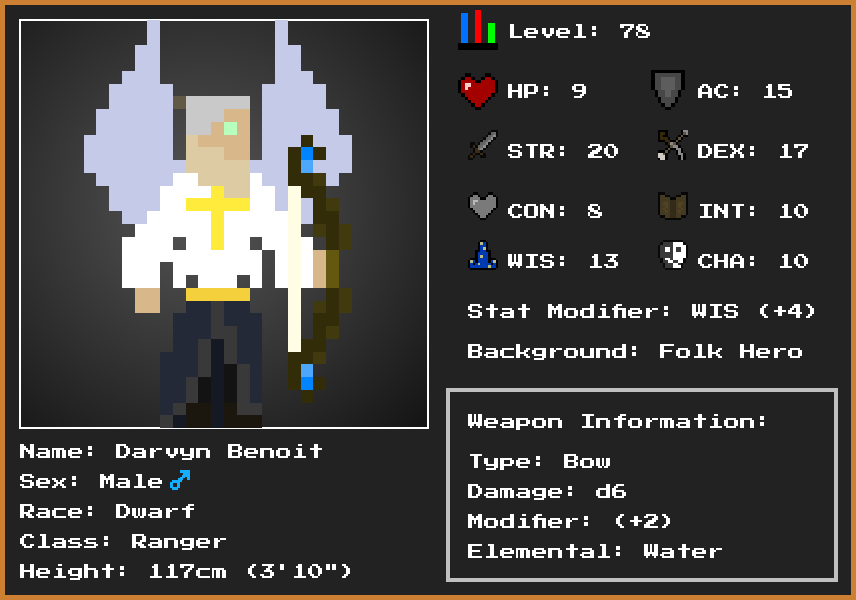 Level: 78
HP: 9
AC: 15
STR: 20
DEX: 17
CON: 8
INT: 10
WIS: 13
CHA: 10
Stat Modifier: WIS (+4)
Background: Folk Hero
Weapon Information:
Type: Bow
Damage: d6
Modifier: (+2)
Elemental: Water
Name: Darvyn Benoit
Sex: Male♂
Race: Dwarf
Class: Ranger
Height: 117cm (3'10")